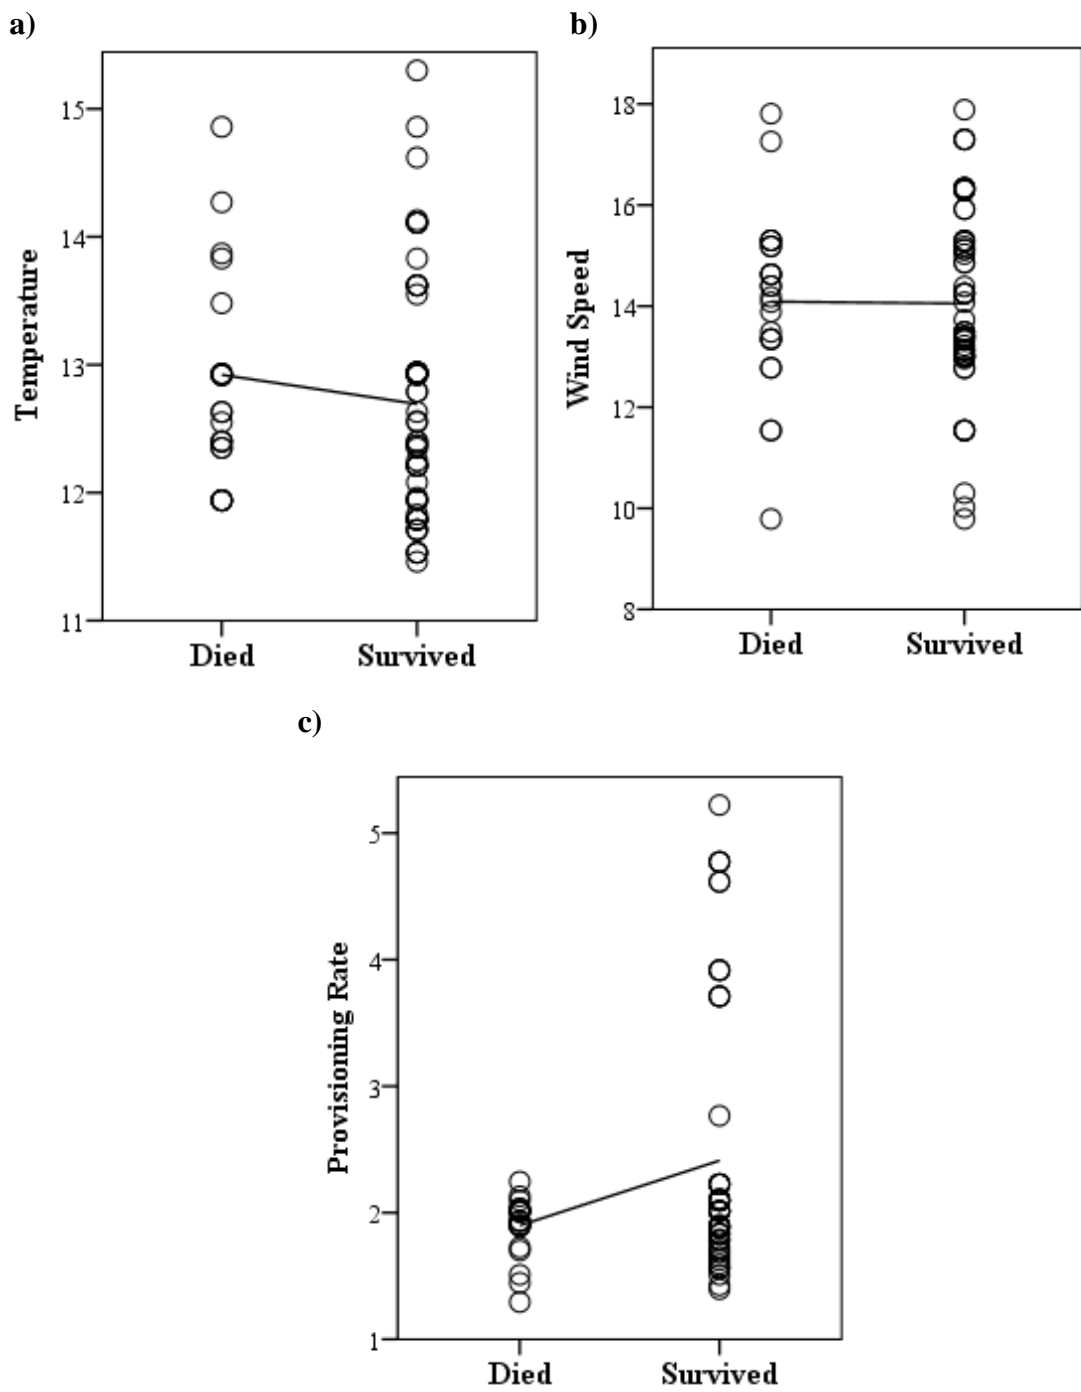 a)
Temperature
15
14
13
12
11
Died Survived
b)
Wind Speed
18
16
14
12
10
8
Died Survived
c)
Provisioning Rate
5
4
3
2
1
Died Survived